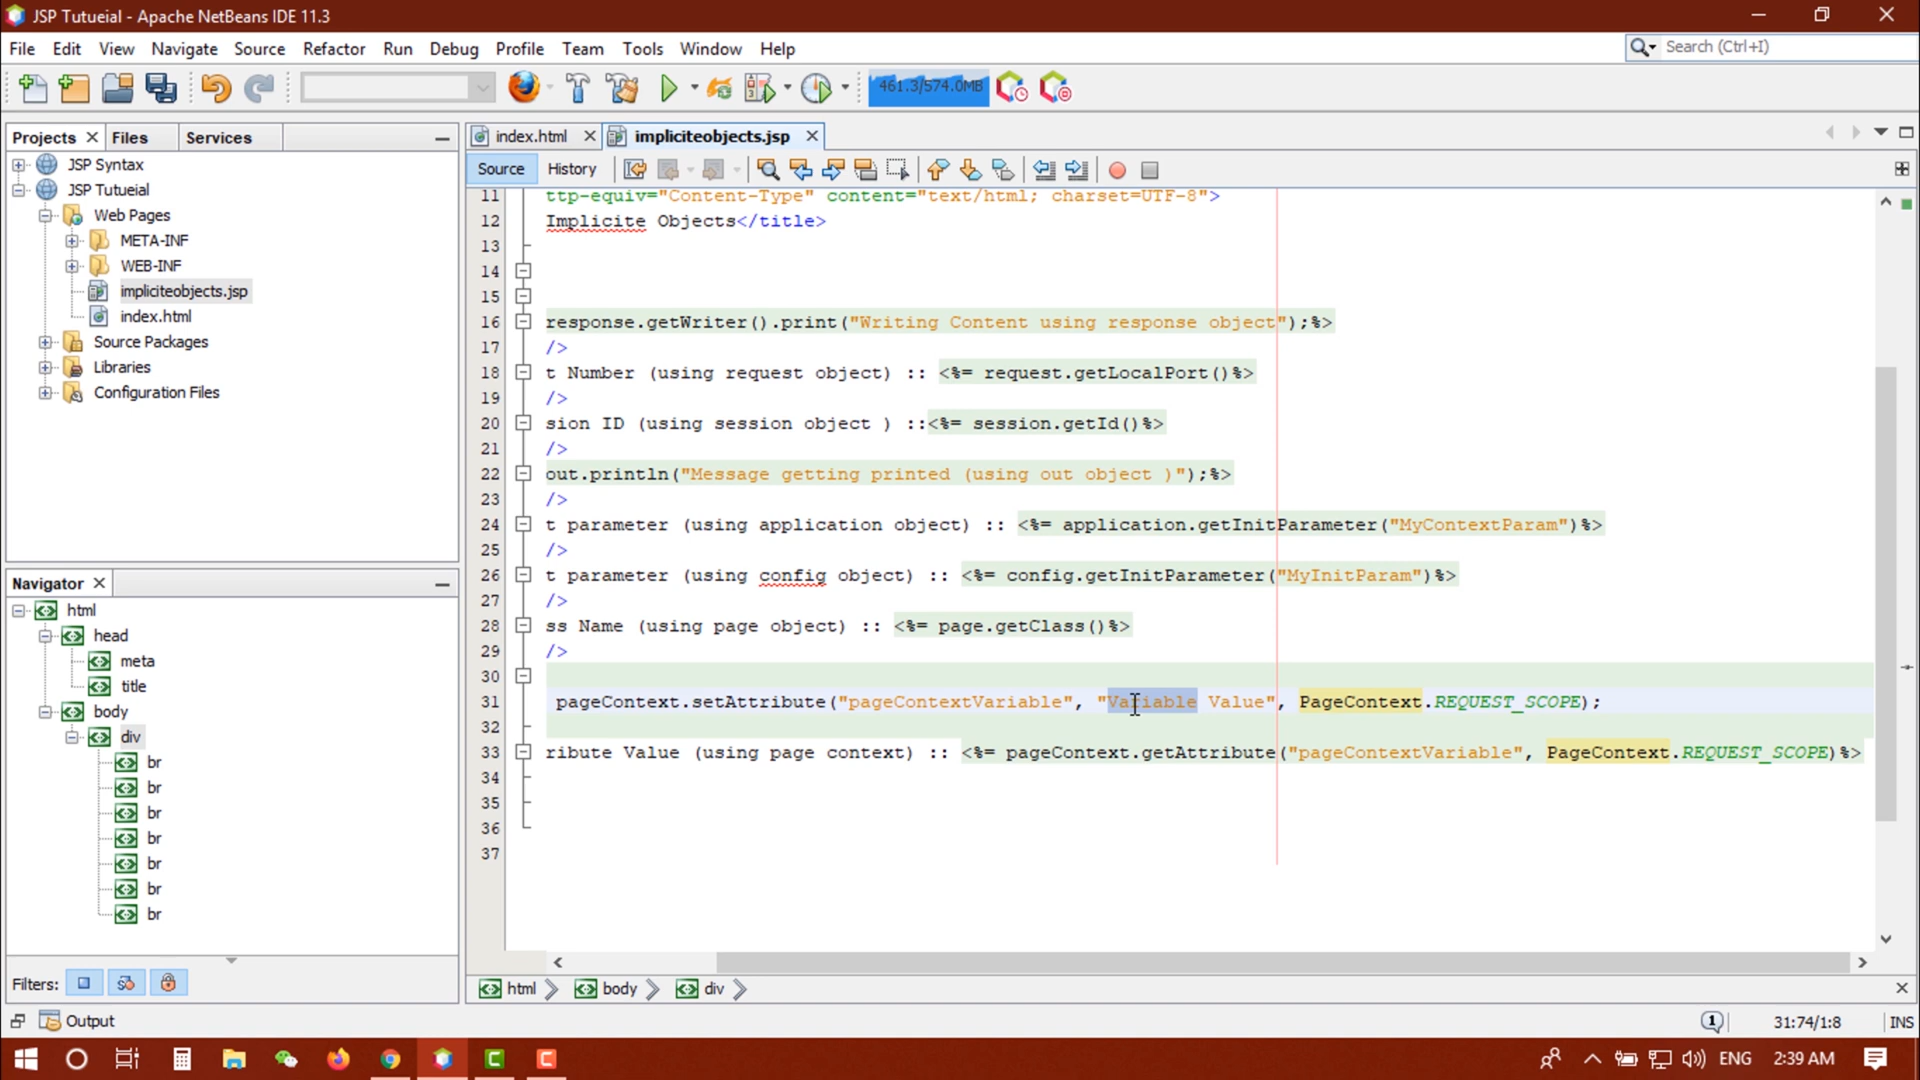 JSP Tutueial - Apache NetBeans IDE 11.3
File Edit View Navigate Source Refactor Run Debug Profile Team Tools Window Help
Search (Ctrl+I)
461.3/574.0MB
Projects Files Services
index.html impliciteobjects.jsp
Source History
JSP Syntax
JSP Tutueial
Web Pages
META-INF
WEB-INF
impliciteobjects.jsp
index.html
Source Packages
Libraries
Configuration Files
Navigator
html
head
meta
title
body
div
br
br
br
br
br
br
br
Filters:
11 ttp-equiv="Content-Type" content="text/html; charset=UTF-8">
12 Implicite Objects</title>
13
14
15
16 response.getWriter().print("Writing Content using response object");%>
17 />
18 t Number (using request object) :: <%= request.getLocalPort()%>
19 />
20 sion ID (using session object ) ::<%= session.getId()%>
21 />
22 out.println("Message getting printed (using out object )");%>
23 />
24 t parameter (using application object) :: <%= application.getInitParameter("MyContextParam")%>
25 />
26 t parameter (using config object) :: <%= config.getInitParameter("MyInitParam")%>
27 />
28 ss Name (using page object) :: <%= page.getClass()%>
29 />
30
31 pageContext.setAttribute("pageContextVariable", "Variable Value", PageContext.REQUEST_SCOPE);
32
33 ribute Value (using page context) :: <%= pageContext.getAttribute("pageContextVariable", PageContext.REQUEST_SCOPE)%>
34
35
36
37
html body div
Output
1 31:74/1:8 INS
ENG 2:39 AM